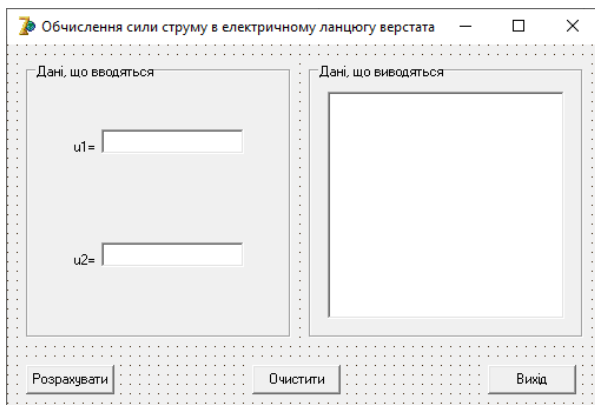 Обчислення сили струму в електричному ланцюгу верстата
Дані, що вводяться
u1=
u2=
Дані, що виводяться
Розрахувати
Очистити
Вихід